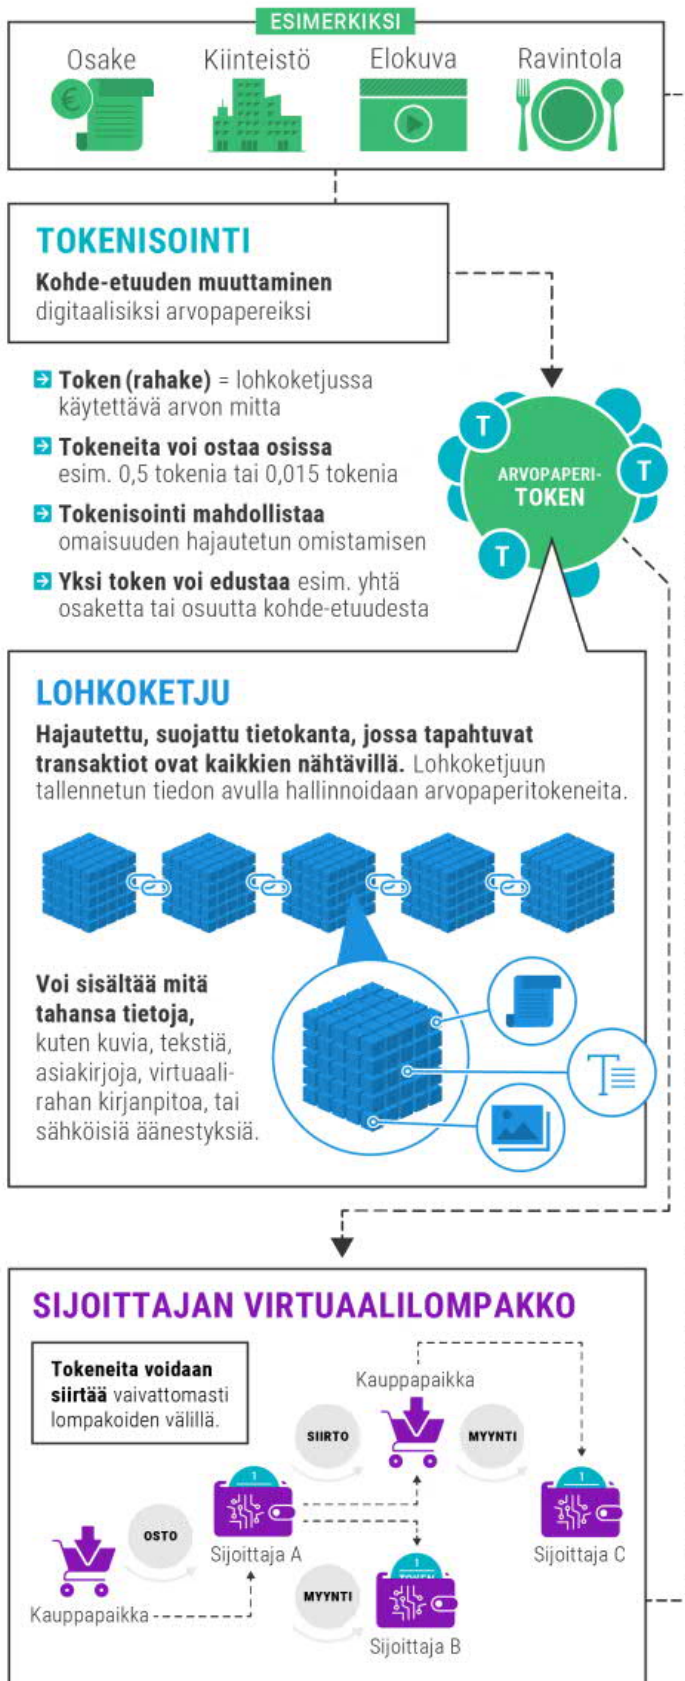 ESIMERKIKSI
Osake
Kiinteistö
Elokuva
Ravintola
€
TOKENISOINTI
Kohde-etuuden muuttaminen
digitaalisiksi arvopapereiksi
Token (rahake) = lohkoketjussa
käytettävä arvon mitta
Tokeneita voi ostaa osissa
esim. 0,5 tokenia tai 0,015 tokenia
Tokenisointi mahdollistaa
omaisuuden hajautetun omistamisen
Yksi token voi edustaa esim. yhtä
osaketta tai osuutta kohde-etuudesta
T
T
T
ARVOPAPERI-
TOKEN
LOHKOKETJU
Hajautettu, suojattu tietokanta, jossa tapahtuvat
transaktiot ovat kaikkien nähtävillä. Lohkoketjuun
tallennetun tiedon avulla hallinnoidaan arvopaperitokeneita.
Voi sisältää mitä
tahansa tietoja,
kuten kuvia, tekstiä,
asiakirjoja, virtuaali-
rahan kirjanpitoa, tai
sähköisiä äänestyksiä.
T
SIJOITTAJAN VIRTUAALILOMPAKKO
Tokeneita voidaan
siirtää vaivattomasti
lompakoiden välillä.
Kauppapaikka
SIIRTO
MYYNTI
1
1
OSTO
Sijoittaja A
Sijoittaja C
1
TOKEN
MYYNTI
Kauppapaikka
Sijoittaja B